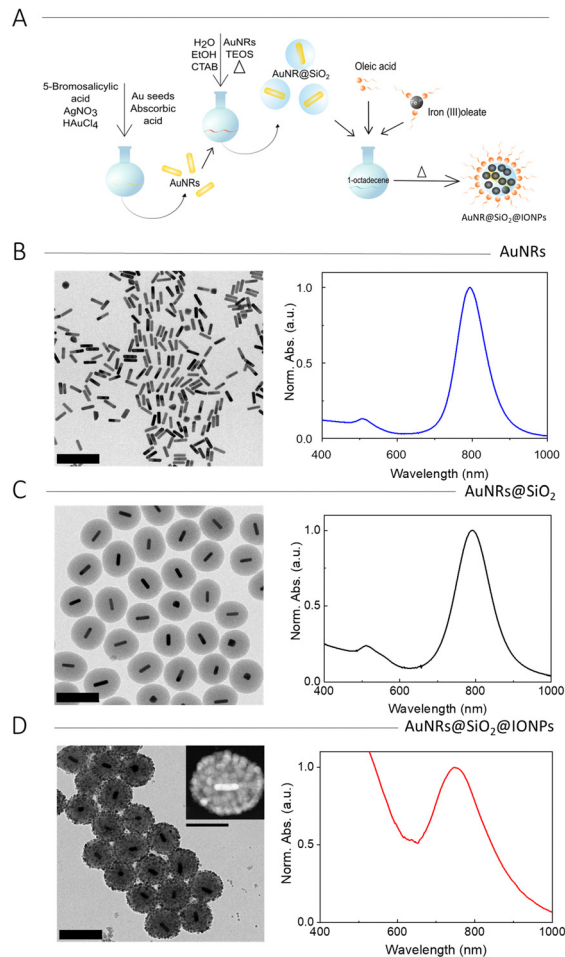 A
H2O
EtOH
CTAB
AuNRs
TEOS
△
AuNR@SiO2
Oleic acid
Iron (III)oleate
5-Bromosalicylic
acid
AgNO3
HAuCl4
Au seeds
Abscorbic
acid
AuNRs
1-octadecene
△
AuNR@SiO2@IONPs
B
AuNRs
Norm. Abs. (a.u.)
1.0
0.5
0.0
400 600 800 1000
Wavelength (nm)
C
AuNRs@SiO2
Norm. Abs. (a.u.)
1.0
0.5
0.0
400 600 800 1000
Wavelength (nm)
D
AuNRs@SiO2@IONPs
Norm. Abs. (a.u.)
1.0
0.5
0.0
400 600 800 1000
Wavelength (nm)